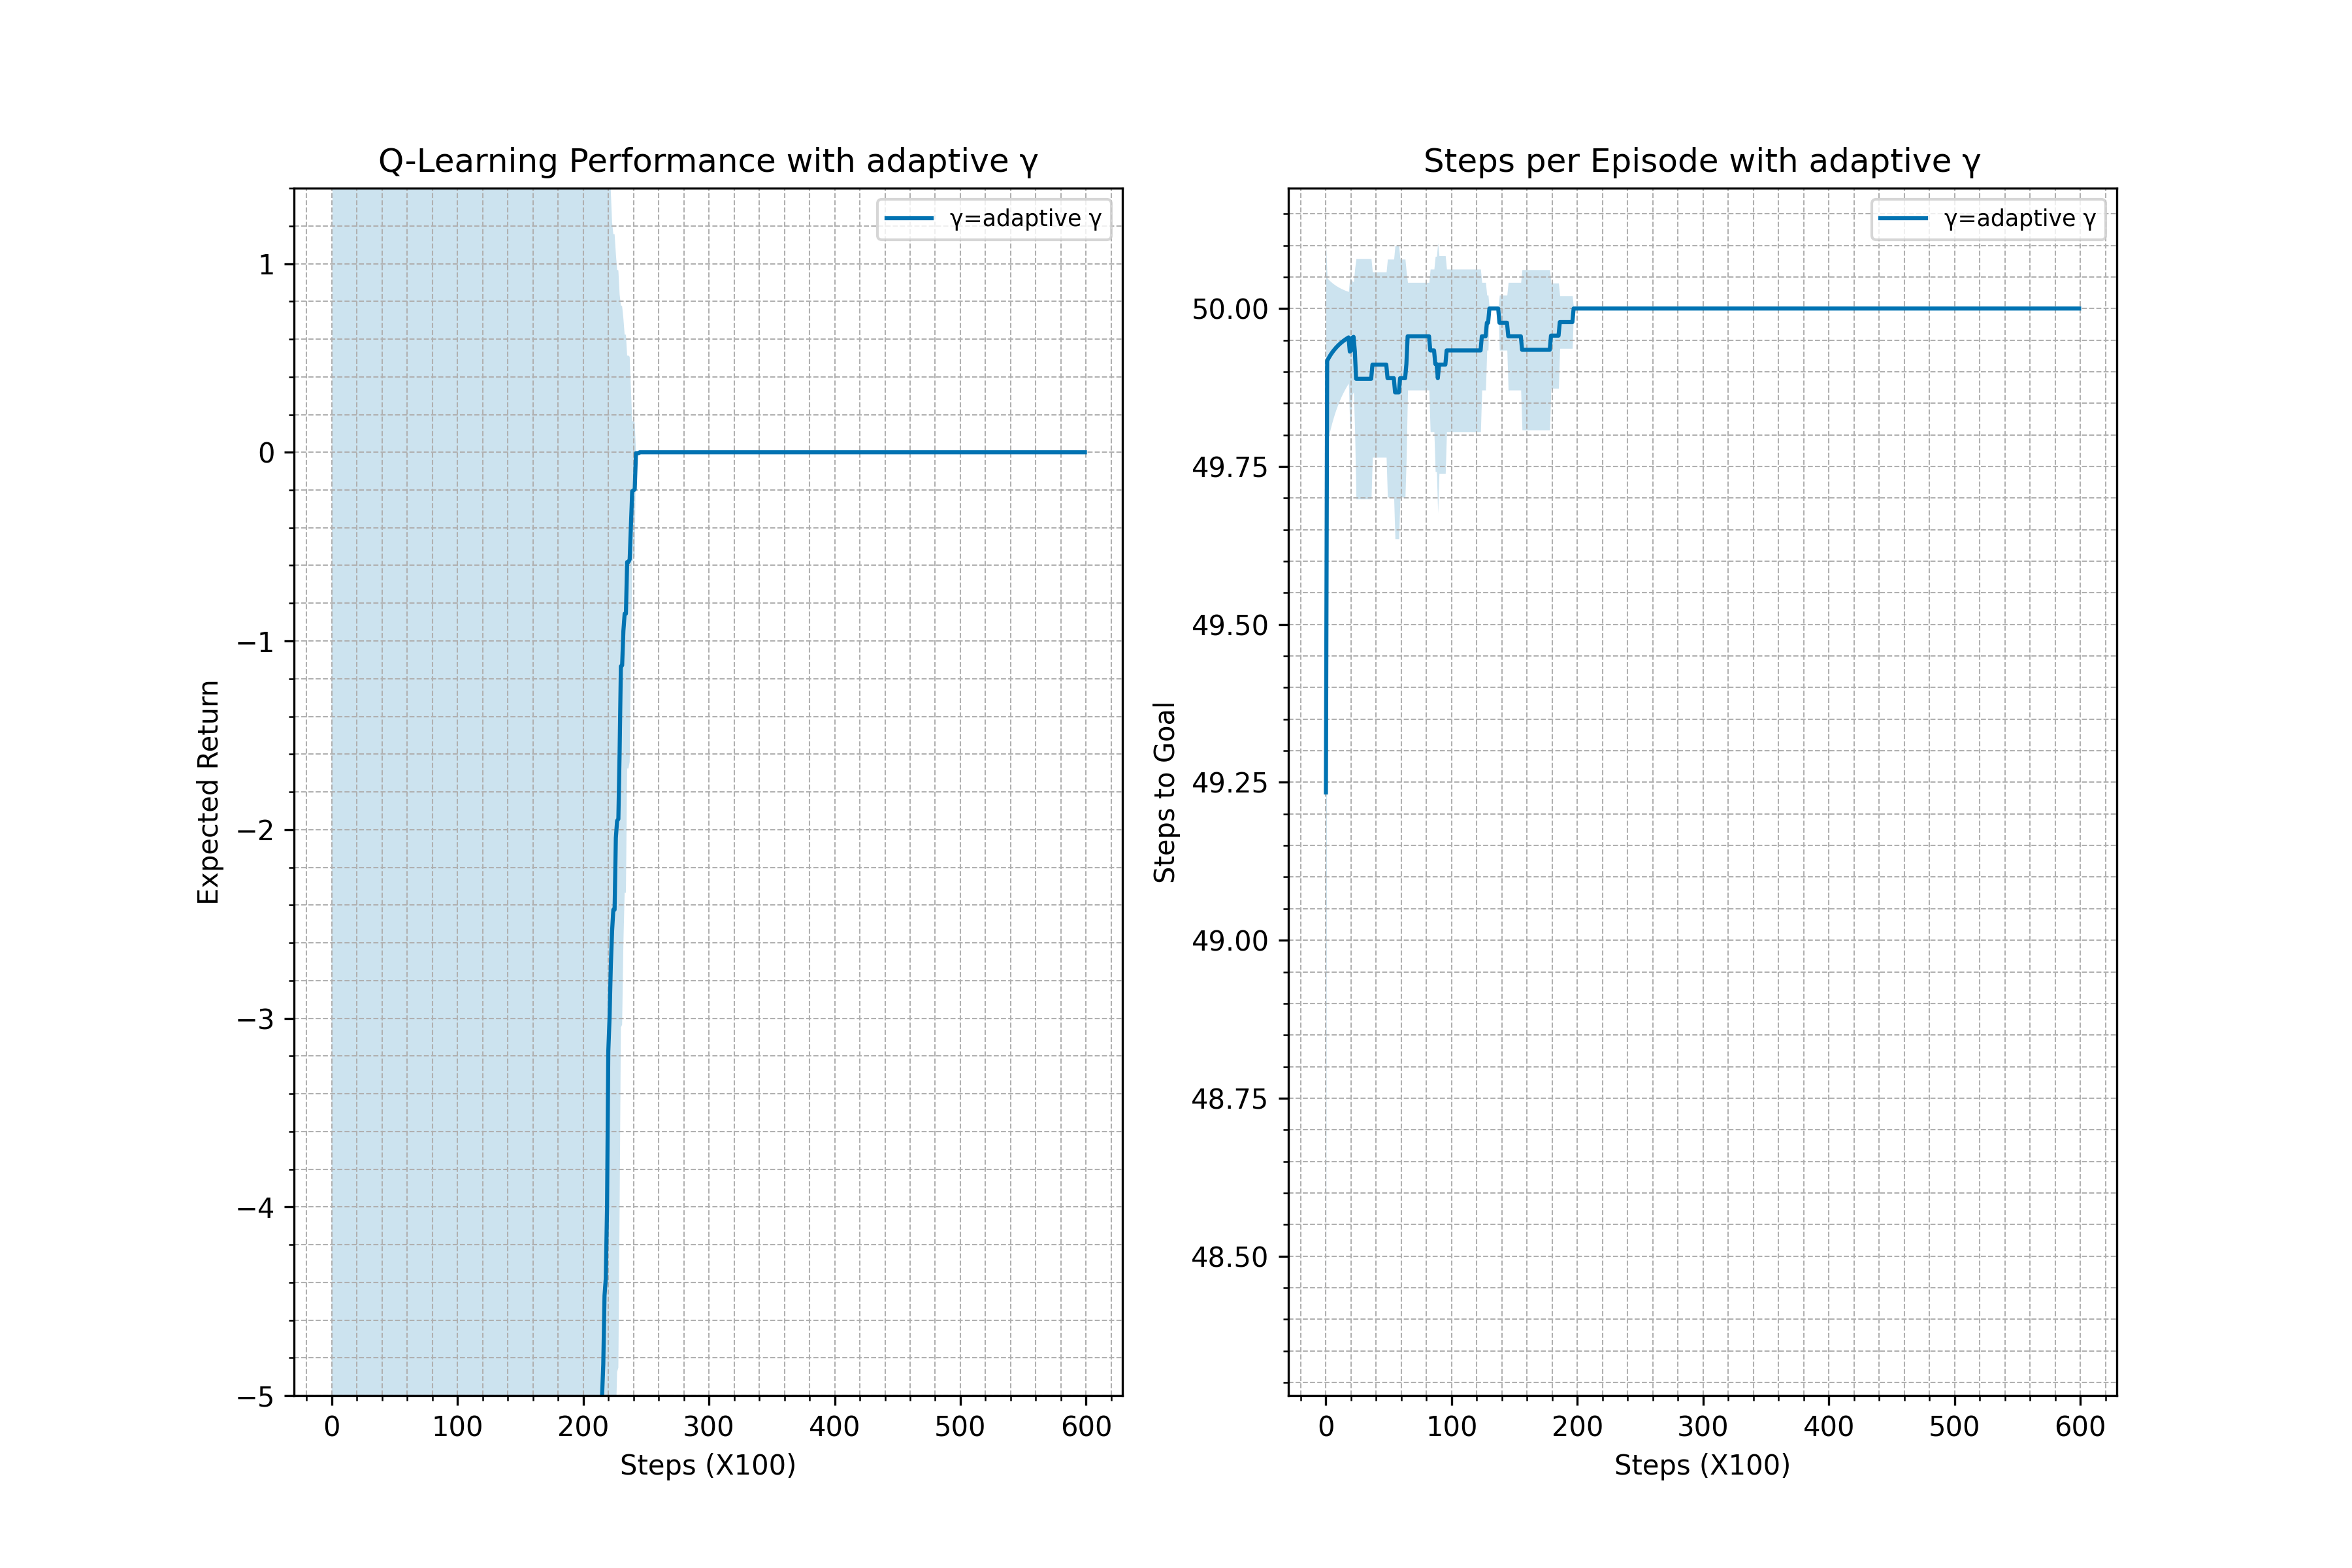 Q-Learning Performance with adaptive γ
γ=adaptive γ
Expected Return
1
0
−1
−2
−3
−4
−5
0 100 200 300 400 500 600
Steps (X100)
Steps per Episode with adaptive γ
γ=adaptive γ
Steps to Goal
50.00
49.75
49.50
49.25
49.00
48.75
48.50
0 100 200 300 400 500 600
Steps (X100)